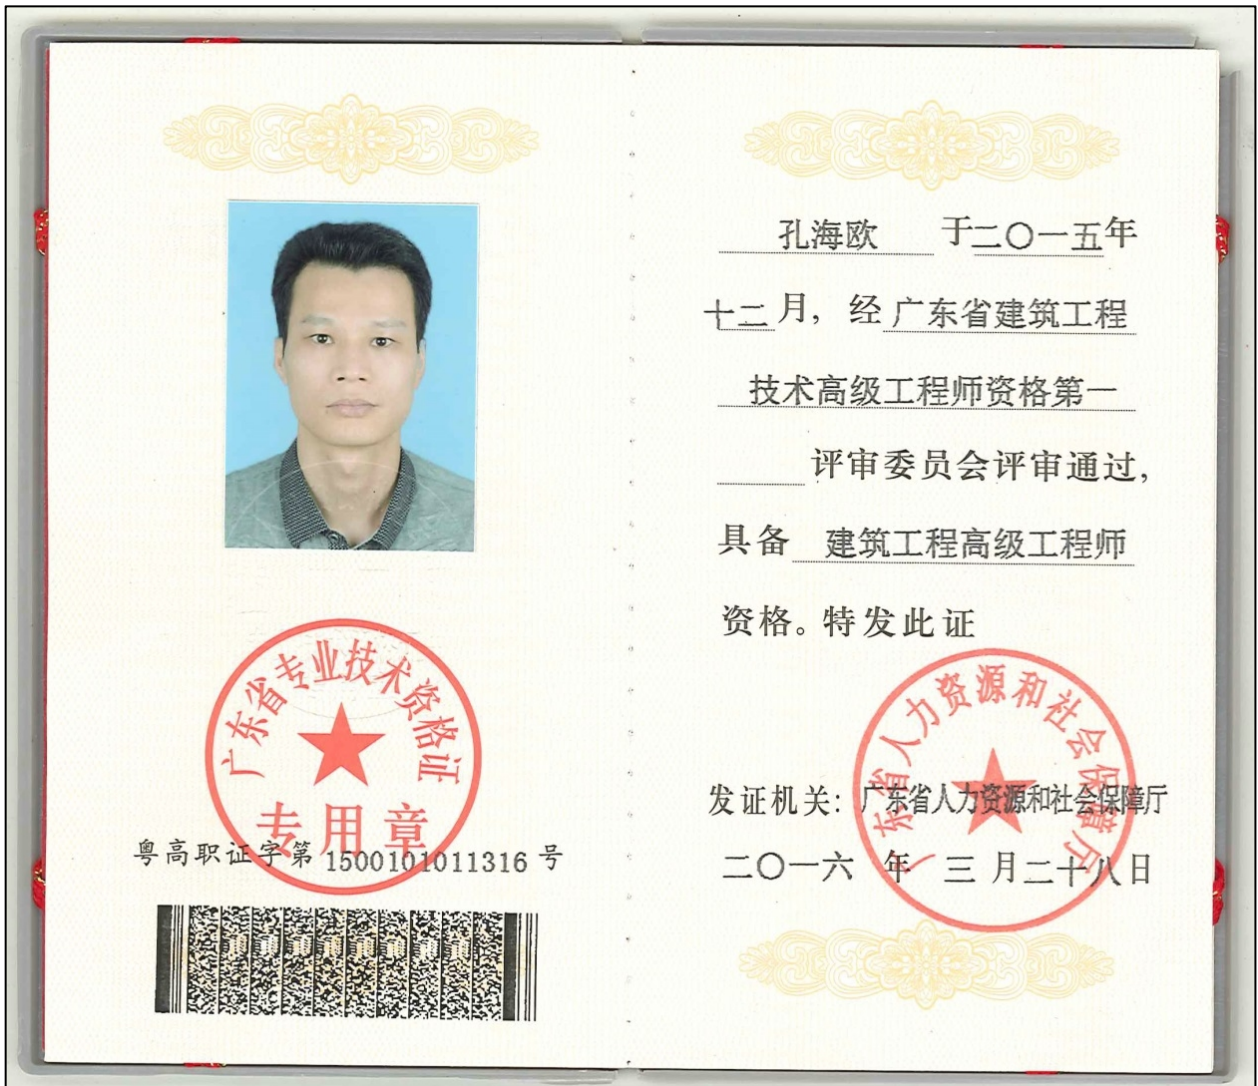 广东省专业技术资格证
专用章
粤高职证字第 1500101011316 号
孔海欧 于二〇一五年
十二月，经广东省建筑工程
技术高级工程师资格第一
评审委员会评审通过，
具备 建筑工程高级工程师
资格。特发此证
广东省人力资源和社会保障厅
发证机关：广东省人力资源和社会保障厅
二〇一六 年 三 月二十八日